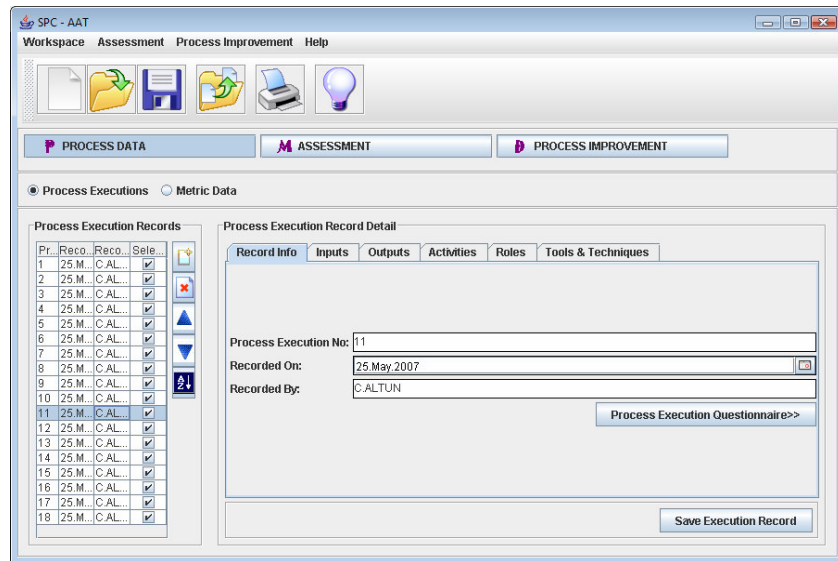 SPC - AAT
Workspace Assessment Process Improvement Help
P PROCESS DATA M ASSESSMENT PROCESS IMPROVEMENT
Process Executions Metric Data
Process Execution Records
Pr... Reco... Reco... Sele...
1 25.M... C.AL...
2 25.M... C.AL...
3 25.M... C.AL...
4 25.M... C.AL...
5 25.M... C.AL...
6 25.M... C.AL...
7 25.M... C.AL...
8 25.M... C.AL...
9 25.M... C.AL...
10 25.M... C.AL...
11 25.M... C.AL...
12 25.M... C.AL...
13 25.M... C.AL...
14 25.M... C.AL...
15 25.M... C.AL...
16 25.M... C.AL...
17 25.M... C.AL...
18 25.M... C.AL...
Process Execution Record Detail
Record Info Inputs Outputs Activities Roles Tools & Techniques
Process Execution No: 11
Recorded On: 25.May.2007
Recorded By: C.ALTUN
Process Execution Questionnaire>>
Save Execution Record